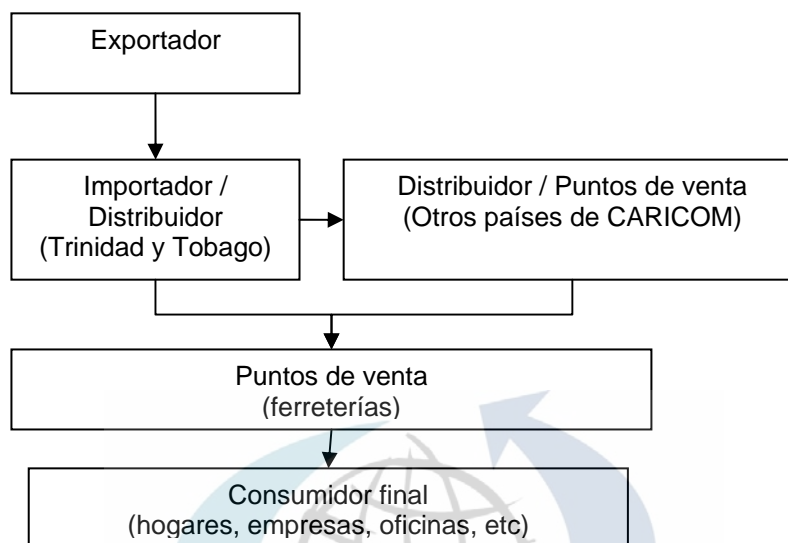 Exportador
Importador /
Distribuidor
(Trinidad y Tobago)
Distribuidor / Puntos de venta
(Otros países de CARICOM)
Puntos de venta
(ferreterías)
Consumidor final
(hogares, empresas, oficinas, etc)